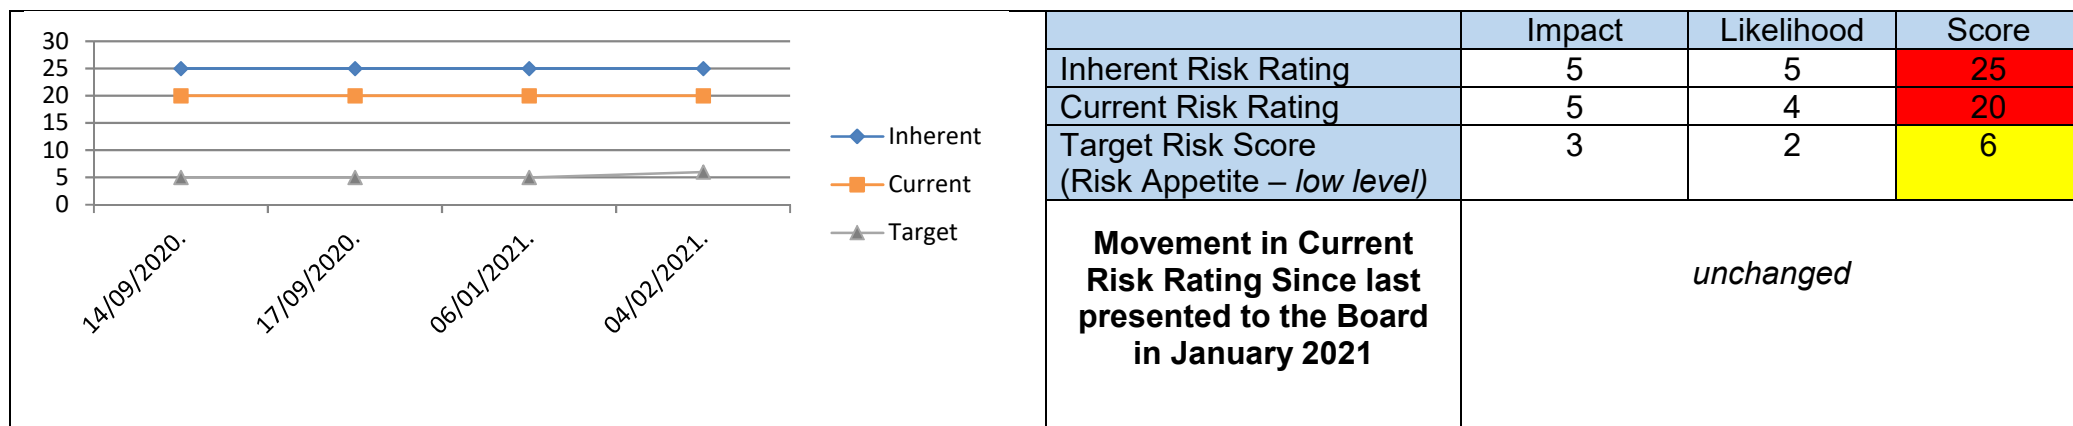 30
25
20
15
10
5
0
14/09/2020.
17/09/2020.
06/01/2021.
04/02/2021.
Inherent
Current
Target
Impact Likelihood Score
Inherent Risk Rating 5 5 25
Current Risk Rating 5 4 20
Target Risk Score 3 2 6
(Risk Appetite – low level)
Movement in Current
Risk Rating Since last
presented to the Board
in January 2021
unchanged